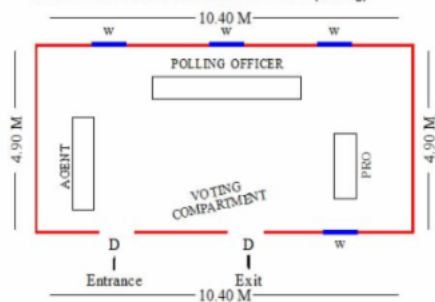 10.40 M
W W W
POLLING OFFICER
4.90 M
4.90 M
AGENT
PRO
VOTING
COMPARTMENT
D D W
Entrance Exit
10.40 M